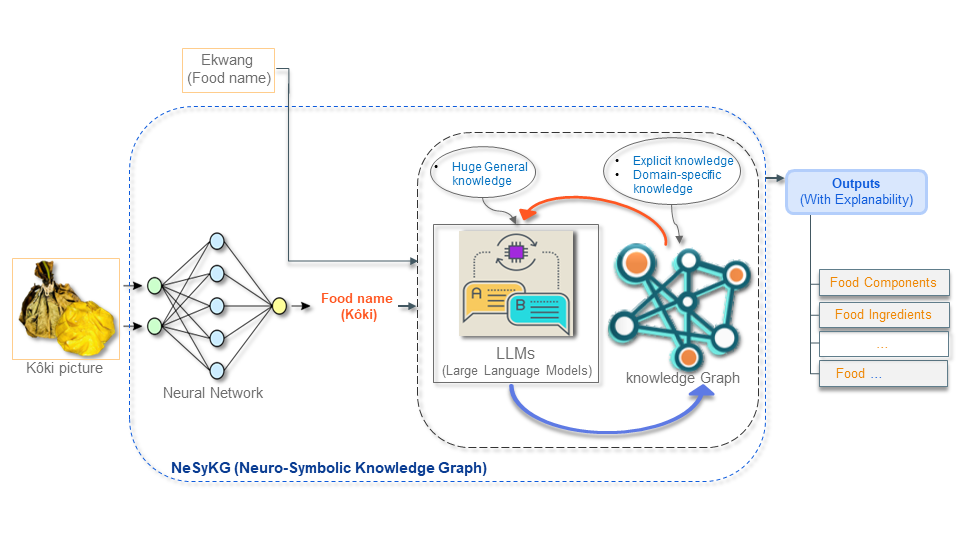 Ekwang
(Food name)
Huge General
knowledge
Explicit knowledge
Domain-specific
knowledge
Outputs
(With Explanability)
A
B
Food name
(Kôki)
LLMs
(Large Language Models)
knowledge Graph
Kôki picture
Neural Network
Food Components
Food Ingredients
...
Food ...
NeSyKG (Neuro-Symbolic Knowledge Graph)